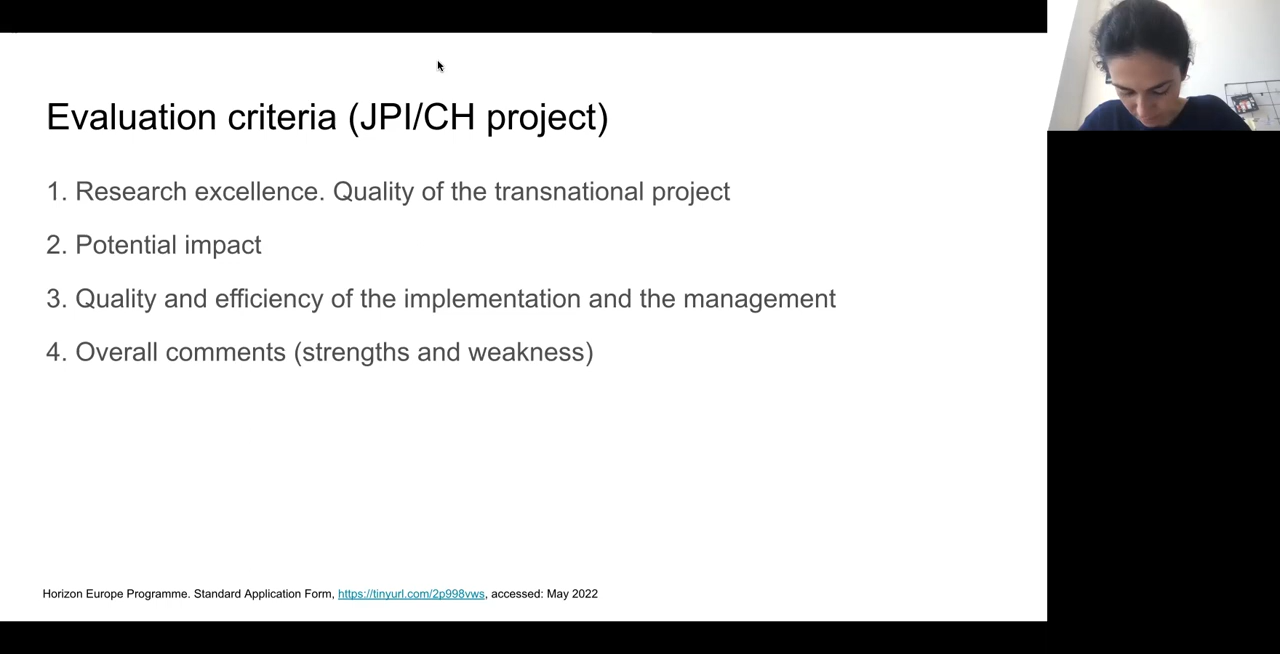 Evaluation criteria (JPI/CH project)
1. Research excellence. Quality of the transnational project
2. Potential impact
3. Quality and efficiency of the implementation and the management
4. Overall comments (strengths and weakness)
Horizon Europe Programme. Standard Application Form, https://tinyurl.com/2p998vws, accessed: May 2022